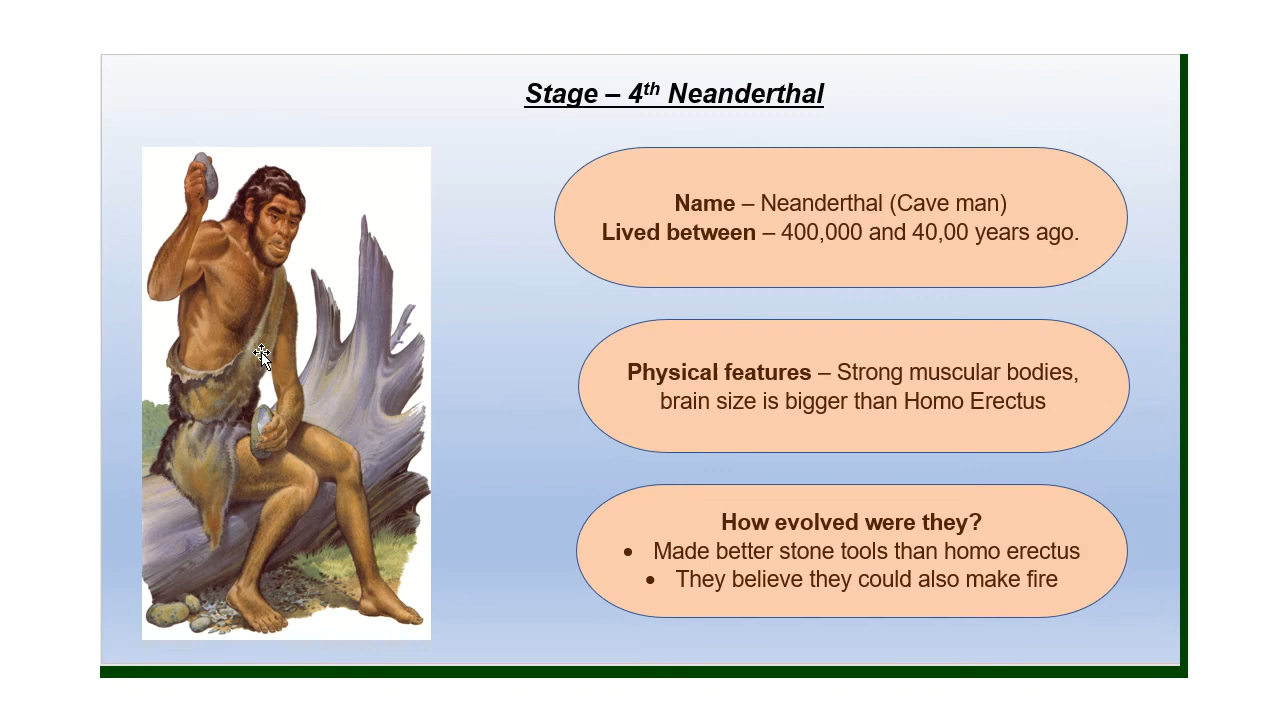 Stage – 4th Neanderthal
Name – Neanderthal (Cave man)
Lived between – 400,000 and 40,00 years ago.
Physical features – Strong muscular bodies,
brain size is bigger than Homo Erectus
How evolved were they?
• Made better stone tools than homo erectus
• They believe they could also make fire